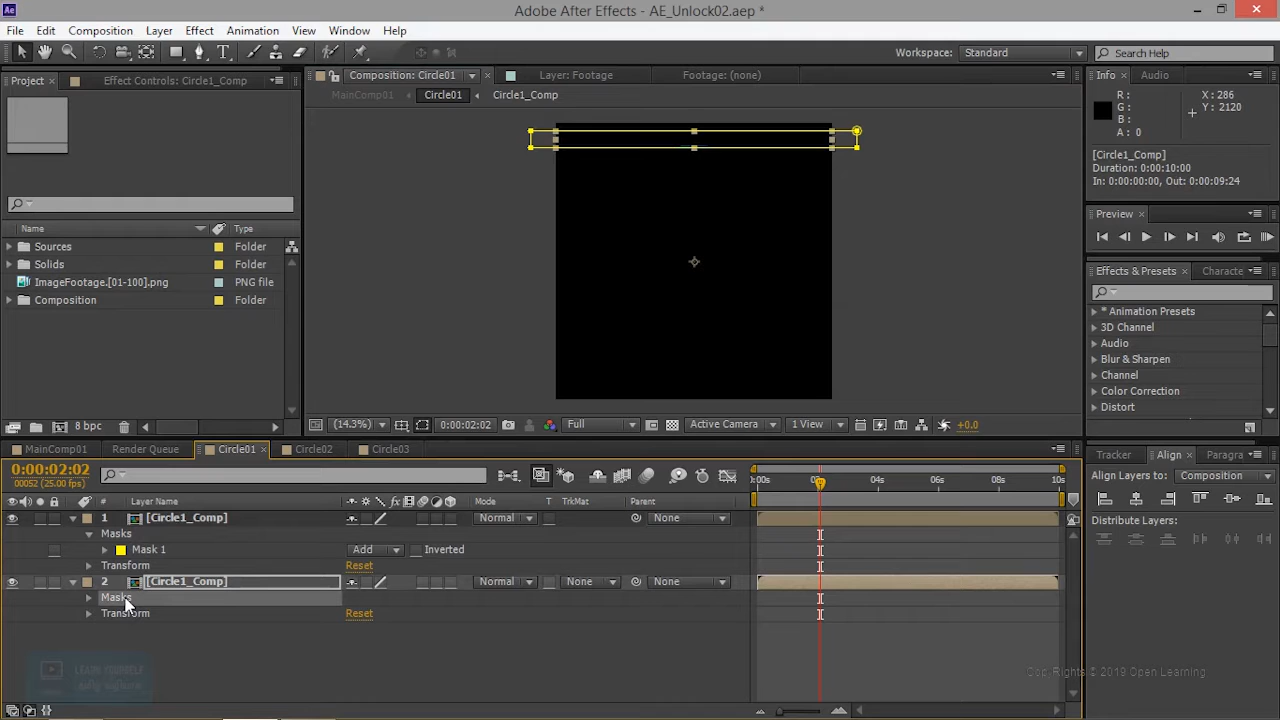 Adobe After Effects - AE_Unlock02.aep *
File Edit Composition Layer Effect Animation View Window Help
Workspace: Standard Search Help
Project Effect Controls: Circle1_Comp
Composition: Circle01 Layer: Footage Footage: (none)
MainComp01 Circle01 Circle1_Comp
Info Audio
R: X: 286
G: Y: 2120
B:
A: 0
[Circle1_Comp]
Duration: 0:00:10:00
In: 0:00:00:00, Out: 0:00:09:24
Preview
Effects & Presets Characte
* Animation Presets
3D Channel
Audio
Blur & Sharpen
Channel
Color Correction
Distort
Name Type
Sources Folder
Solids Folder
ImageFootage.[01-100].png PNG file
Composition Folder
8 bpc
(14.3%) 0:00:02:02 Full Active Camera 1 View +0.0
MainComp01 Render Queue Circle01 Circle02 Circle03
0:00:02:02
00052 (25.00 fps)
# Layer Name Mode T TrkMat Parent
:00s 02s 04s 06s 08s 10s
1 [Circle1_Comp] Normal None
Masks
Mask 1 Add Inverted
Transform Reset
2 [Circle1_Comp] Normal None None
Masks
Transform Reset
Tracker Align Paragra
Align Layers to: Composition
Distribute Layers:
LEARN YOURSELF
Cop Rights © 2019 Open Learning